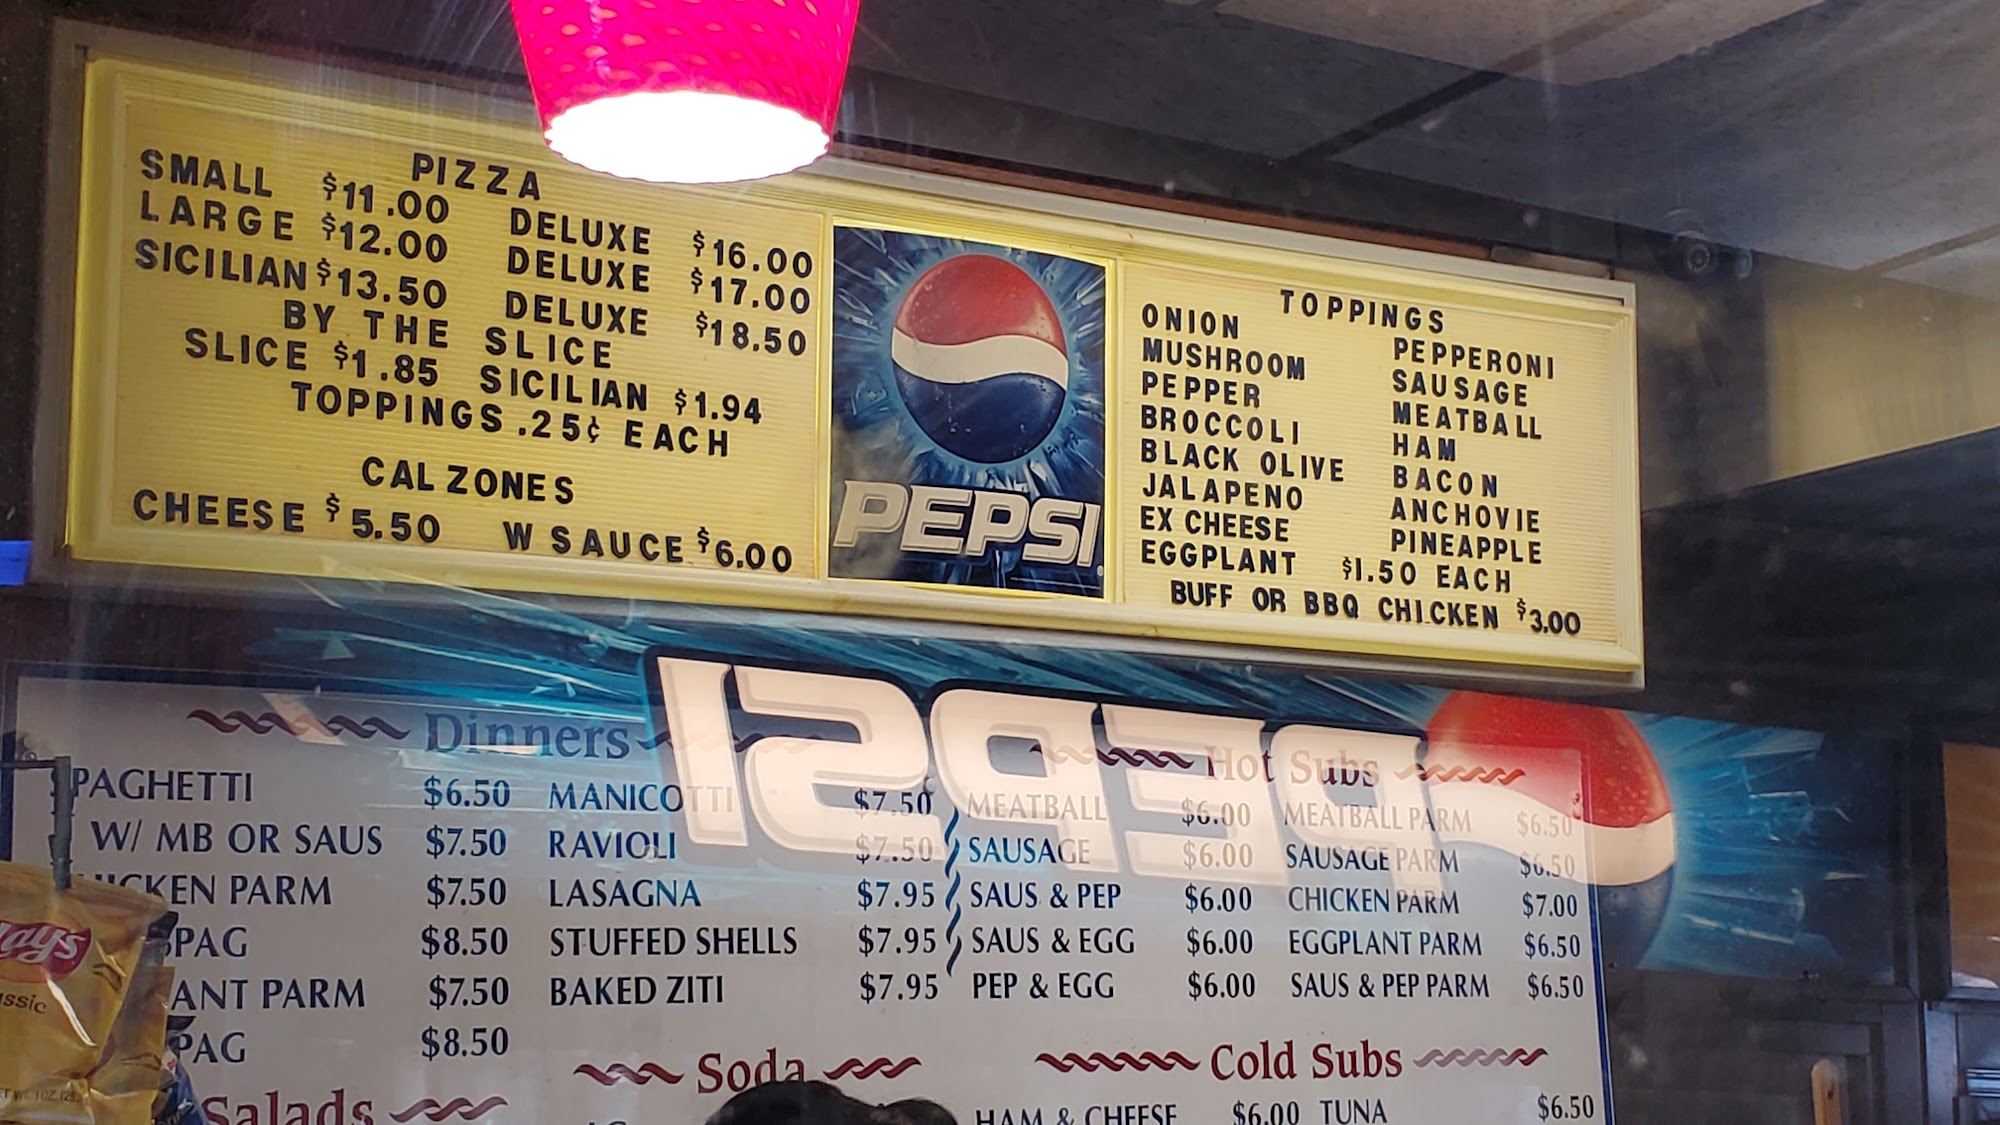 PIZZA
SMALL $11.00 DELUXE $16.00
LARGE $12.00 DELUXE $17.00
SICILIAN $13.50 DELUXE $18.50
BY THE SLICE
SLICE $1.85 SICILIAN $1.94
TOPPINGS .25¢ EACH
CALZONES
CHEESE $5.50 W SAUCE $6.00
PEPSI
TOPPINGS
ONION PEPPERONI
MUSHROOM SAUSAGE
PEPPER MEATBALL
BROCCOLI HAM
BLACK OLIVE BACON
JALAPENO ANCHOVIE
EX CHEESE PINEAPPLE
EGGPLANT $1.50 EACH
BUFF OR BBQ CHICKEN $3.00
PEPSI
Dinners
SPAGHETTI $6.50 MANICOTTI $7.50
W/ MB OR SAUS $7.50 RAVIOLI $7.50
CKEN PARM $7.50 LASAGNA $7.95
SPAG $8.50 STUFFED SHELLS $7.95
ANT PARM $7.50 BAKED ZITI $7.95
PAG $8.50
Hot Subs
MEATBALL $6.00 MEATBALL PARM $6.50
SAUSAGE $6.00 SAUSAGE PARM $6.50
SAUS & PEP $6.00 CHICKEN PARM $7.00
SAUS & EGG $6.00 EGGPLANT PARM $6.50
PEP & EGG $6.00 SAUS & PEP PARM $6.50
Salads
Soda
Cold Subs
HAM & CHEESE $6.00 TUNA $6.50
Lay's
ssic